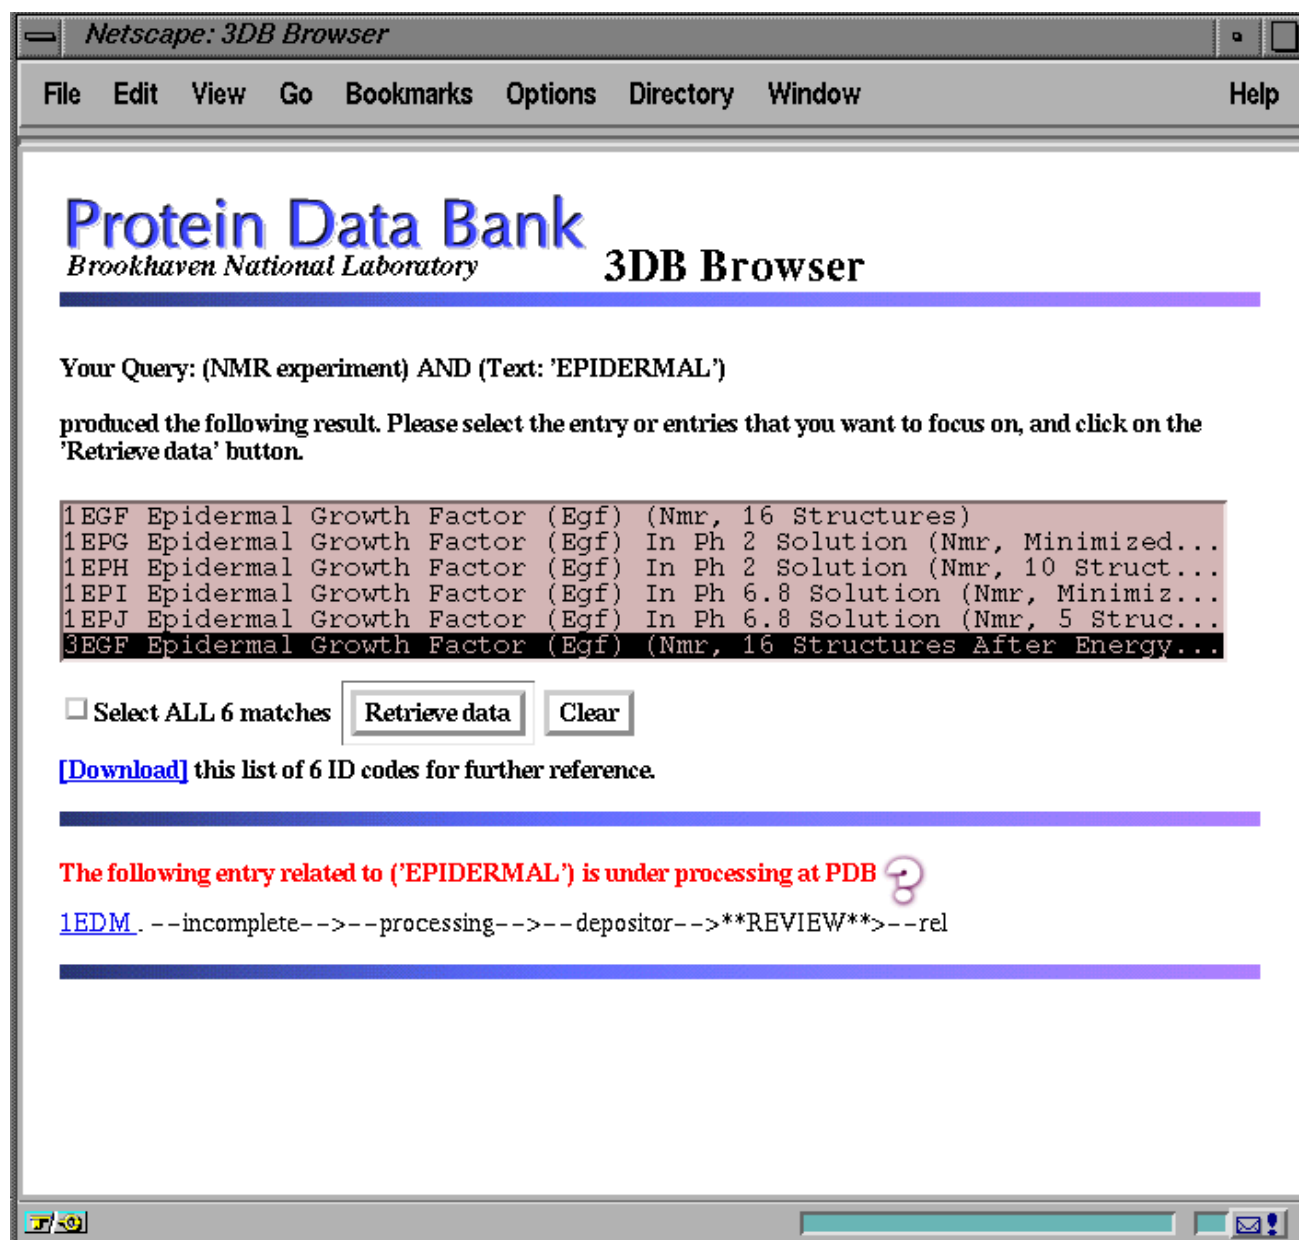 Netscape: 3DB Browser
File Edit View Go Bookmarks Options Directory Window Help
Protein Data Bank
Brookhaven National Laboratory 3DB Browser
Your Query: (NMR experiment) AND (Text: 'EPIDERMAL')
produced the following result. Please select the entry or entries that you want to focus on, and click on the
'Retrieve data' button.
1EGF Epidermal Growth Factor (Egf) (Nmr, 16 Structures)
1EPG Epidermal Growth Factor (Egf) In Ph 2 Solution (Nmr, Minimized...
1EPH Epidermal Growth Factor (Egf) In Ph 2 Solution (Nmr, 10 Struct...
1EPI Epidermal Growth Factor (Egf) In Ph 6.8 Solution (Nmr, Minimiz...
1EPJ Epidermal Growth Factor (Egf) In Ph 6.8 Solution (Nmr, 5 Struc...
3EGF Epidermal Growth Factor (Egf) (Nmr, 16 Structures After Energy...
Select ALL 6 matches Retrieve data Clear
[Download] this list of 6 ID codes for further reference.
The following entry related to ('EPIDERMAL') is under processing at PDB ?
1EDM . --incomplete-->--processing-->--depositor-->**REVIEW**>--rel